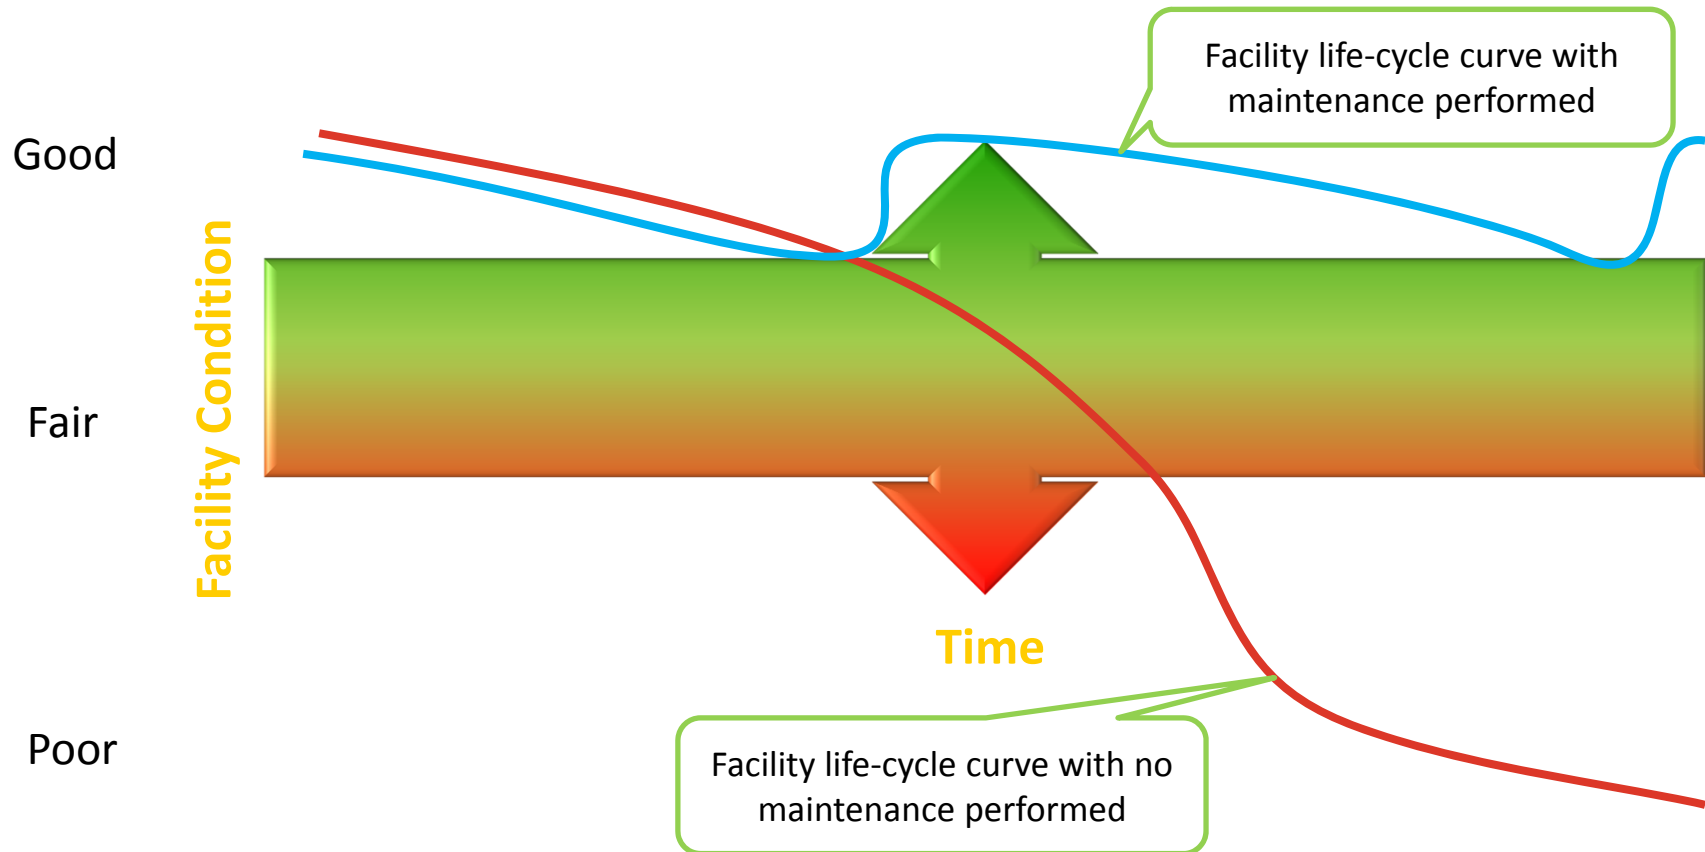 Facility life-cycle curve with
maintenance performed
Good
Facility Condition
Fair
Time
Poor
Facility life-cycle curve with no
maintenance performed